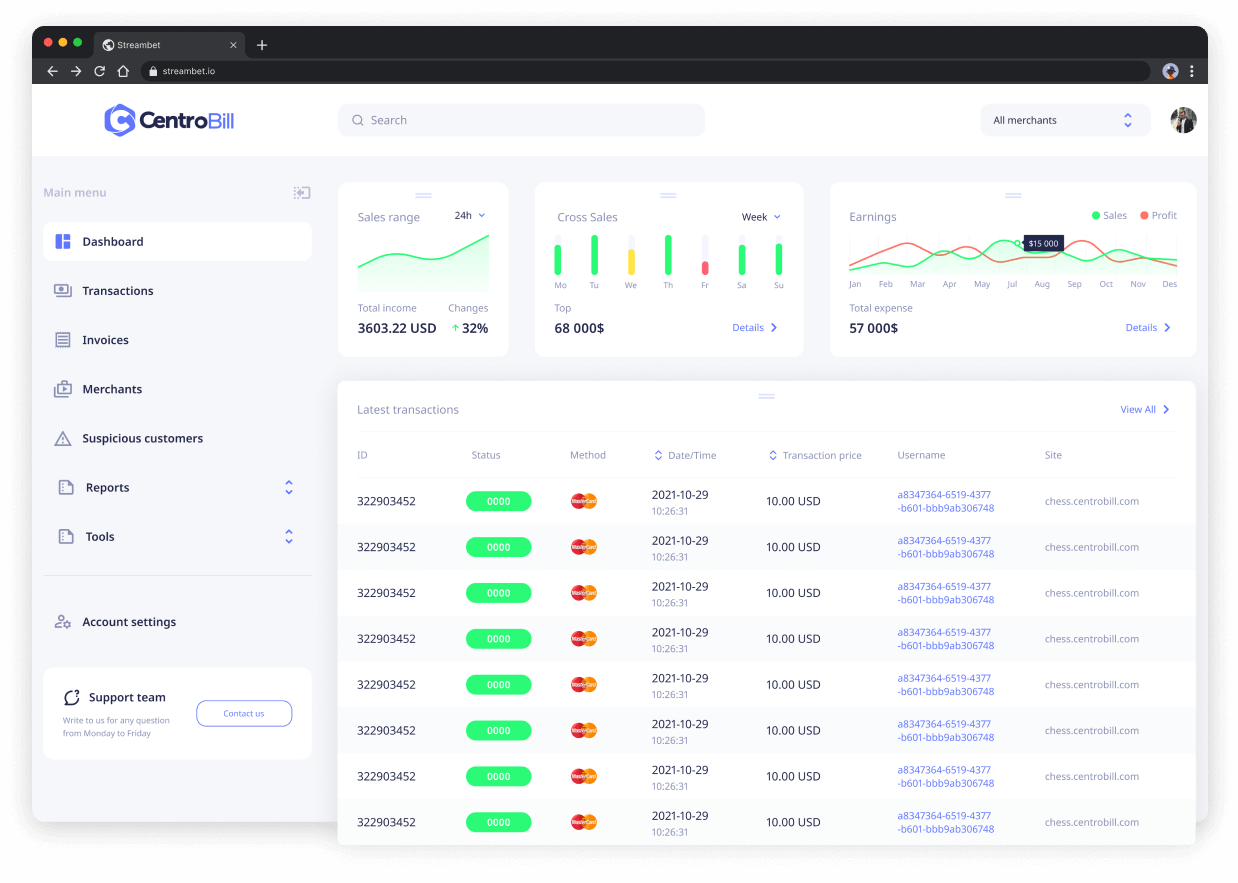 Streambet
streambet.io
CentroBill
Search
All merchants
Main menu
Dashboard
Transactions
Invoices
Merchants
Suspicious customers
Reports
Tools
Account settings
Support team
Write to us for any question
from Monday to Friday
Contact us
Sales range
24h
Total income
Changes
3603.22 USD
32%
Cross Sales
Week
Mo Tu We Th Fr Sa Su
Top
68 000$
Details
Earnings
Sales
Profit
$15 000
Jan Feb Mar Apr May Jul Aug Sep Oct Nov Des
Total expense
57 000$
Details
Latest transactions
View All
ID Status Method Date/Time Transaction price Username Site
322903452 0000 MasterCard 2021-10-29 10.00 USD a8347364-6519-4377 chess.centrobill.com
10:26:31 -b601-bbb9ab306748
322903452 0000 MasterCard 2021-10-29 10.00 USD a8347364-6519-4377 chess.centrobill.com
10:26:31 -b601-bbb9ab306748
322903452 0000 MasterCard 2021-10-29 10.00 USD a8347364-6519-4377 chess.centrobill.com
10:26:31 -b601-bbb9ab306748
322903452 0000 MasterCard 2021-10-29 10.00 USD a8347364-6519-4377 chess.centrobill.com
10:26:31 -b601-bbb9ab306748
322903452 0000 MasterCard 2021-10-29 10.00 USD a8347364-6519-4377 chess.centrobill.com
10:26:31 -b601-bbb9ab306748
322903452 0000 MasterCard 2021-10-29 10.00 USD a8347364-6519-4377 chess.centrobill.com
10:26:31 -b601-bbb9ab306748
322903452 0000 MasterCard 2021-10-29 10.00 USD a8347364-6519-4377 chess.centrobill.com
10:26:31 -b601-bbb9ab306748
322903452 0000 MasterCard 2021-10-29 10.00 USD a8347364-6519-4377 chess.centrobill.com
10:26:31 -b601-bbb9ab306748